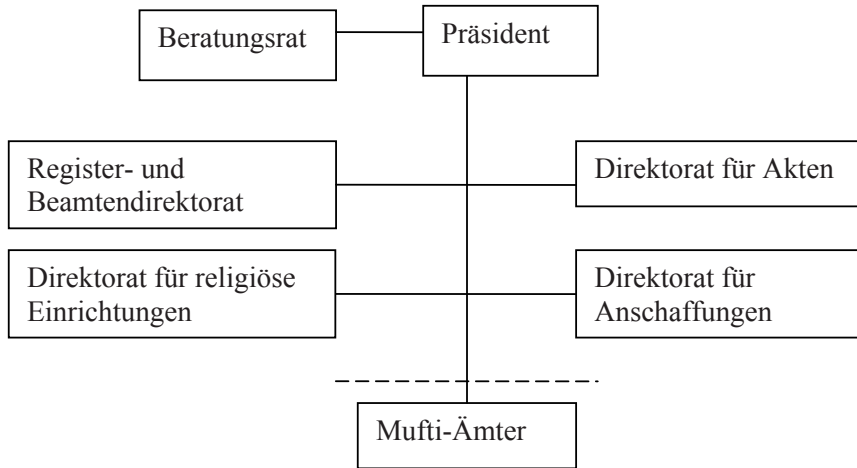 Beratungsrat
Präsident
Register- und
Beamtendirektorat
Direktorat für Akten
Direktorat für religiöse
Einrichtungen
Direktorat für
Anschaffungen
Mufti-Ämter